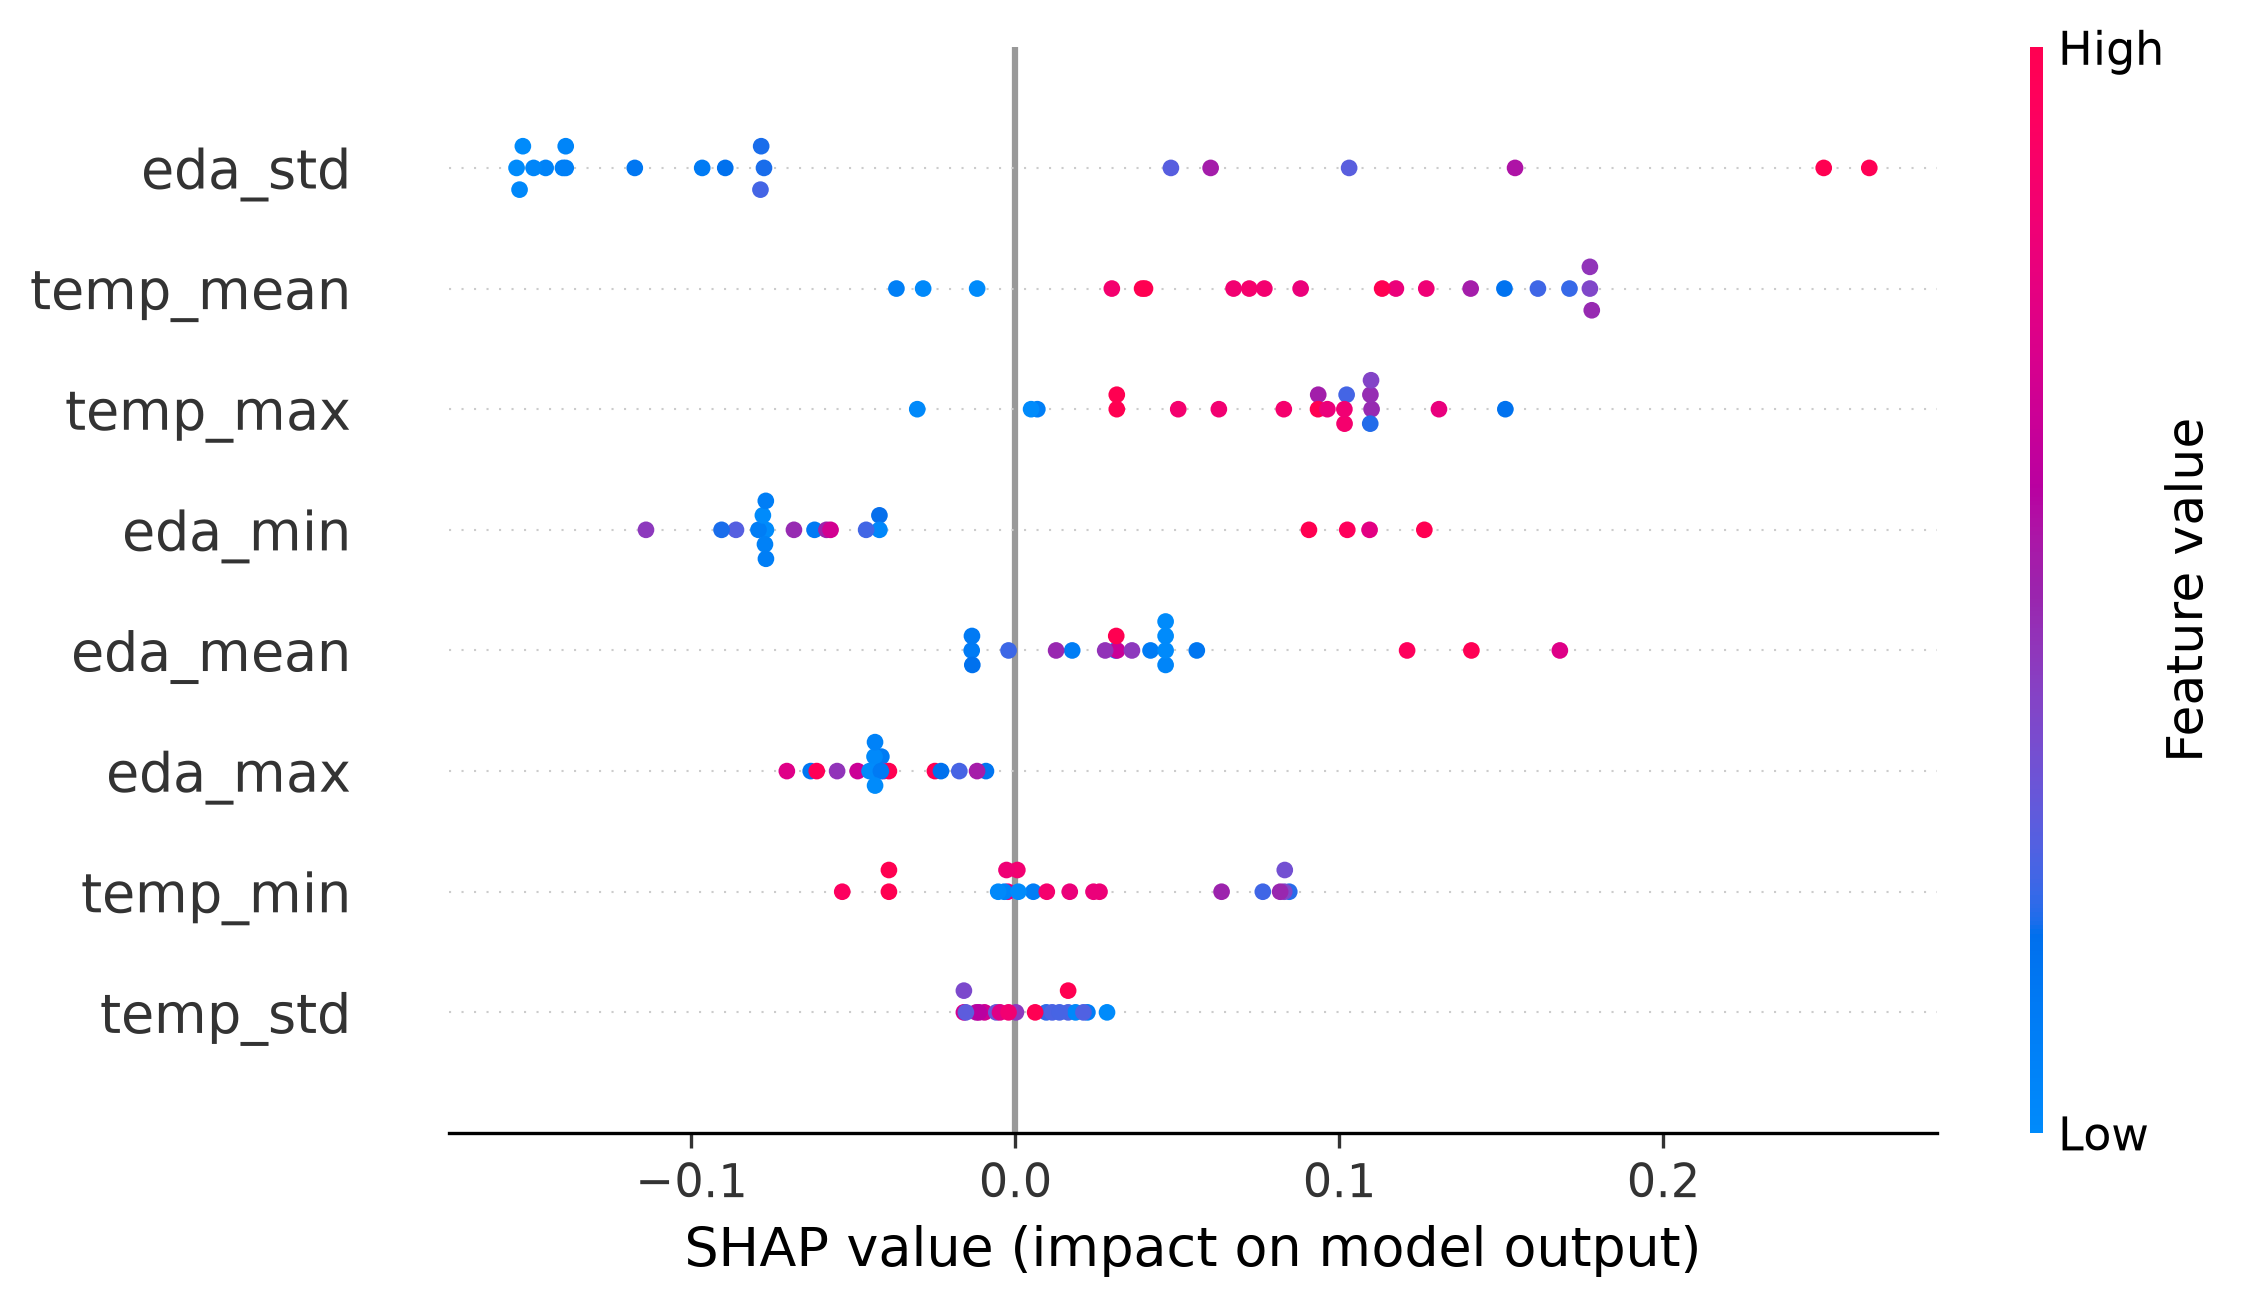 High
eda_std
temp_mean
temp_max
eda_min
eda_mean
eda_max
temp_min
temp_std
Feature value
Low
−0.1 0.0 0.1 0.2
SHAP value (impact on model output)